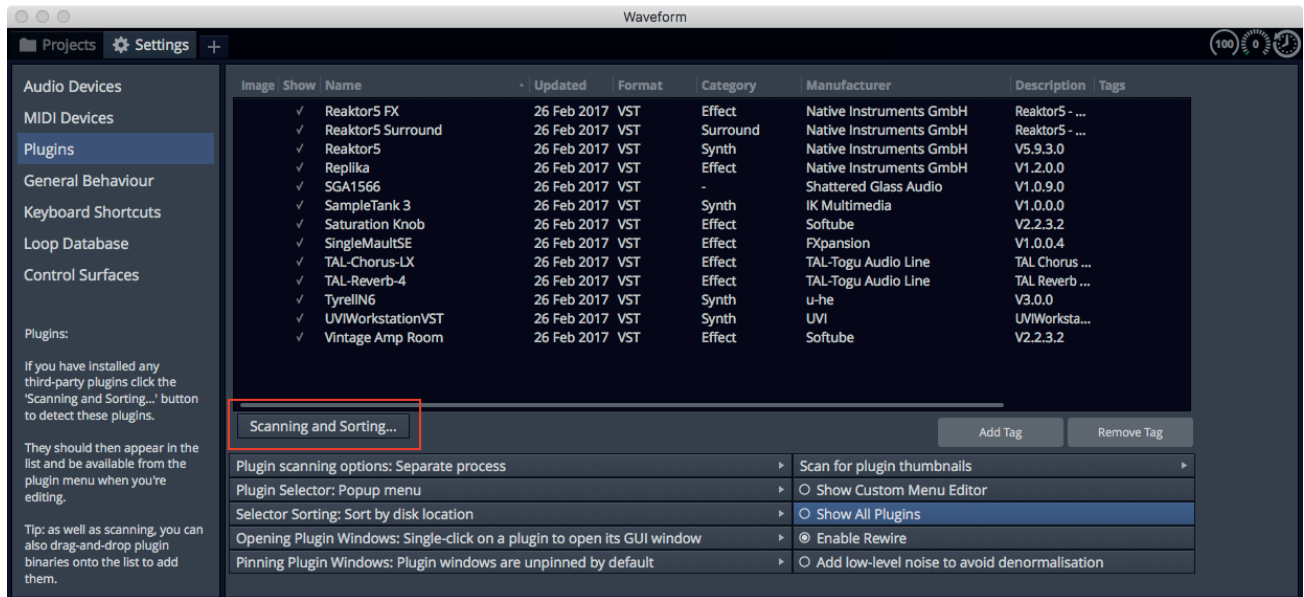 Waveform
Projects Settings +
100 0
Audio Devices
MIDI Devices
Plugins
General Behaviour
Keyboard Shortcuts
Loop Database
Control Surfaces
Plugins:
If you have installed any
third-party plugins click the
'Scanning and Sorting...' button
to detect these plugins.
They should then appear in the
list and be available from the
plugin menu when you're
editing.
Tip: as well as scanning, you can
also drag-and-drop plugin
binaries onto the list to add
them.
Image Show Name Updated Format Category Manufacturer Description Tags
✓ Reaktor5 FX 26 Feb 2017 VST Effect Native Instruments GmbH Reaktor5 - ...
✓ Reaktor5 Surround 26 Feb 2017 VST Surround Native Instruments GmbH Reaktor5 - ...
✓ Reaktor5 26 Feb 2017 VST Synth Native Instruments GmbH V5.9.3.0
✓ Replika 26 Feb 2017 VST Effect Native Instruments GmbH V1.2.0.0
✓ SGA1566 26 Feb 2017 VST - Shattered Glass Audio V1.0.9.0
✓ SampleTank 3 26 Feb 2017 VST Synth IK Multimedia V1.0.0.0
✓ Saturation Knob 26 Feb 2017 VST Effect Softube V2.2.3.2
✓ SingleMaultSE 26 Feb 2017 VST Effect FXpansion V1.0.0.4
✓ TAL-Chorus-LX 26 Feb 2017 VST Effect TAL-Togu Audio Line TAL Chorus ...
✓ TAL-Reverb-4 26 Feb 2017 VST Effect TAL-Togu Audio Line TAL Reverb ...
✓ TyrellN6 26 Feb 2017 VST Synth u-he V3.0.0
✓ UVIWorkstationVST 26 Feb 2017 VST Synth UVI UVIWorksta...
✓ Vintage Amp Room 26 Feb 2017 VST Effect Softube V2.2.3.2
Scanning and Sorting...
Add Tag Remove Tag
Plugin scanning options: Separate process Scan for plugin thumbnails
Plugin Selector: Popup menu Show Custom Menu Editor
Selector Sorting: Sort by disk location Show All Plugins
Opening Plugin Windows: Single-click on a plugin to open its GUI window Enable Rewire
Pinning Plugin Windows: Plugin windows are unpinned by default Add low-level noise to avoid denormalisation